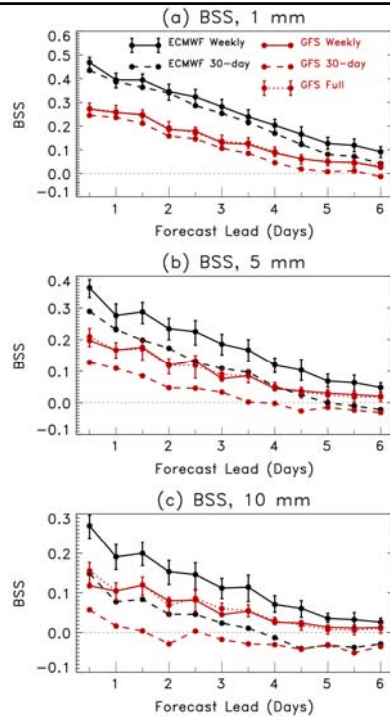 (a) BSS, 1 mm
ECMWF Weekly
ECMWF 30-day
GFS Weekly
GFS 30-day
GFS Full
BSS
0.6
0.5
0.4
0.3
0.2
0.1
0.0
-0.1
1 2 3 4 5 6
Forecast Lead (Days)
(b) BSS, 5 mm
BSS
0.4
0.3
0.2
0.1
0.0
-0.1
1 2 3 4 5 6
Forecast Lead (Days)
(c) BSS, 10 mm
BSS
0.3
0.2
0.1
0.0
-0.1
1 2 3 4 5 6
Forecast Lead (Days)